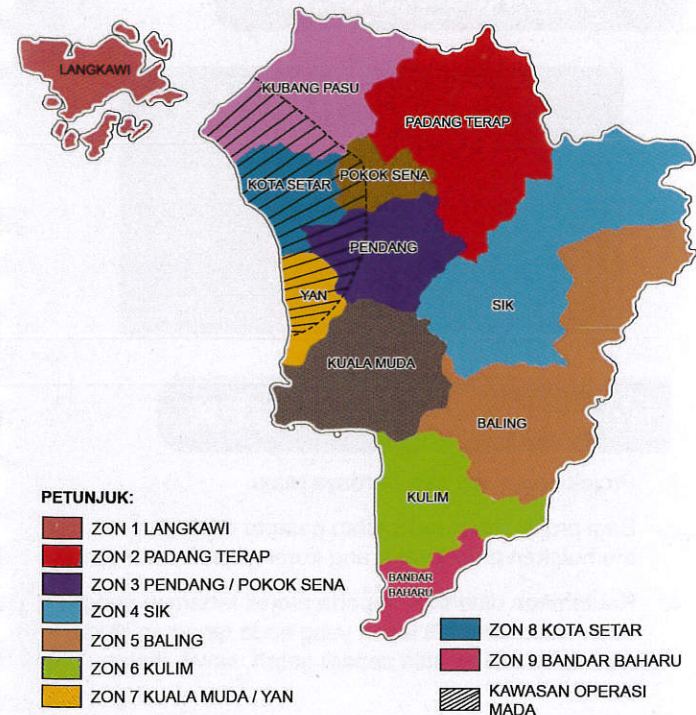 LANGKAWI
KUBANG PASU
PADANG TERAP
POKOK SENA
KOTA SETAR
PENDANG
YAN
SIK
KUALA MUDA
BALING
KULIM
BANDAR
BAHARU
PETUNJUK:
ZON 1 LANGKAWI
ZON 2 PADANG TERAP
ZON 3 PENDANG / POKOK SENA
ZON 4 SIK
ZON 5 BALING
ZON 6 KULIM
ZON 7 KUALA MUDA / YAN
ZON 8 KOTA SETAR
ZON 9 BANDAR BAHARU
KAWASAN OPERASI
MADA